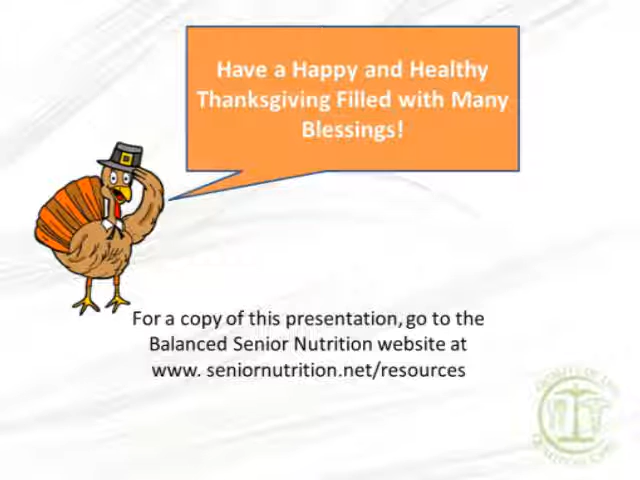 Have a Happy and Healthy
Thanksgiving Filled with Many
Blessings!
For a copy of this presentation, go to the
Balanced Senior Nutrition website at
www. seniornutrition.net/resources